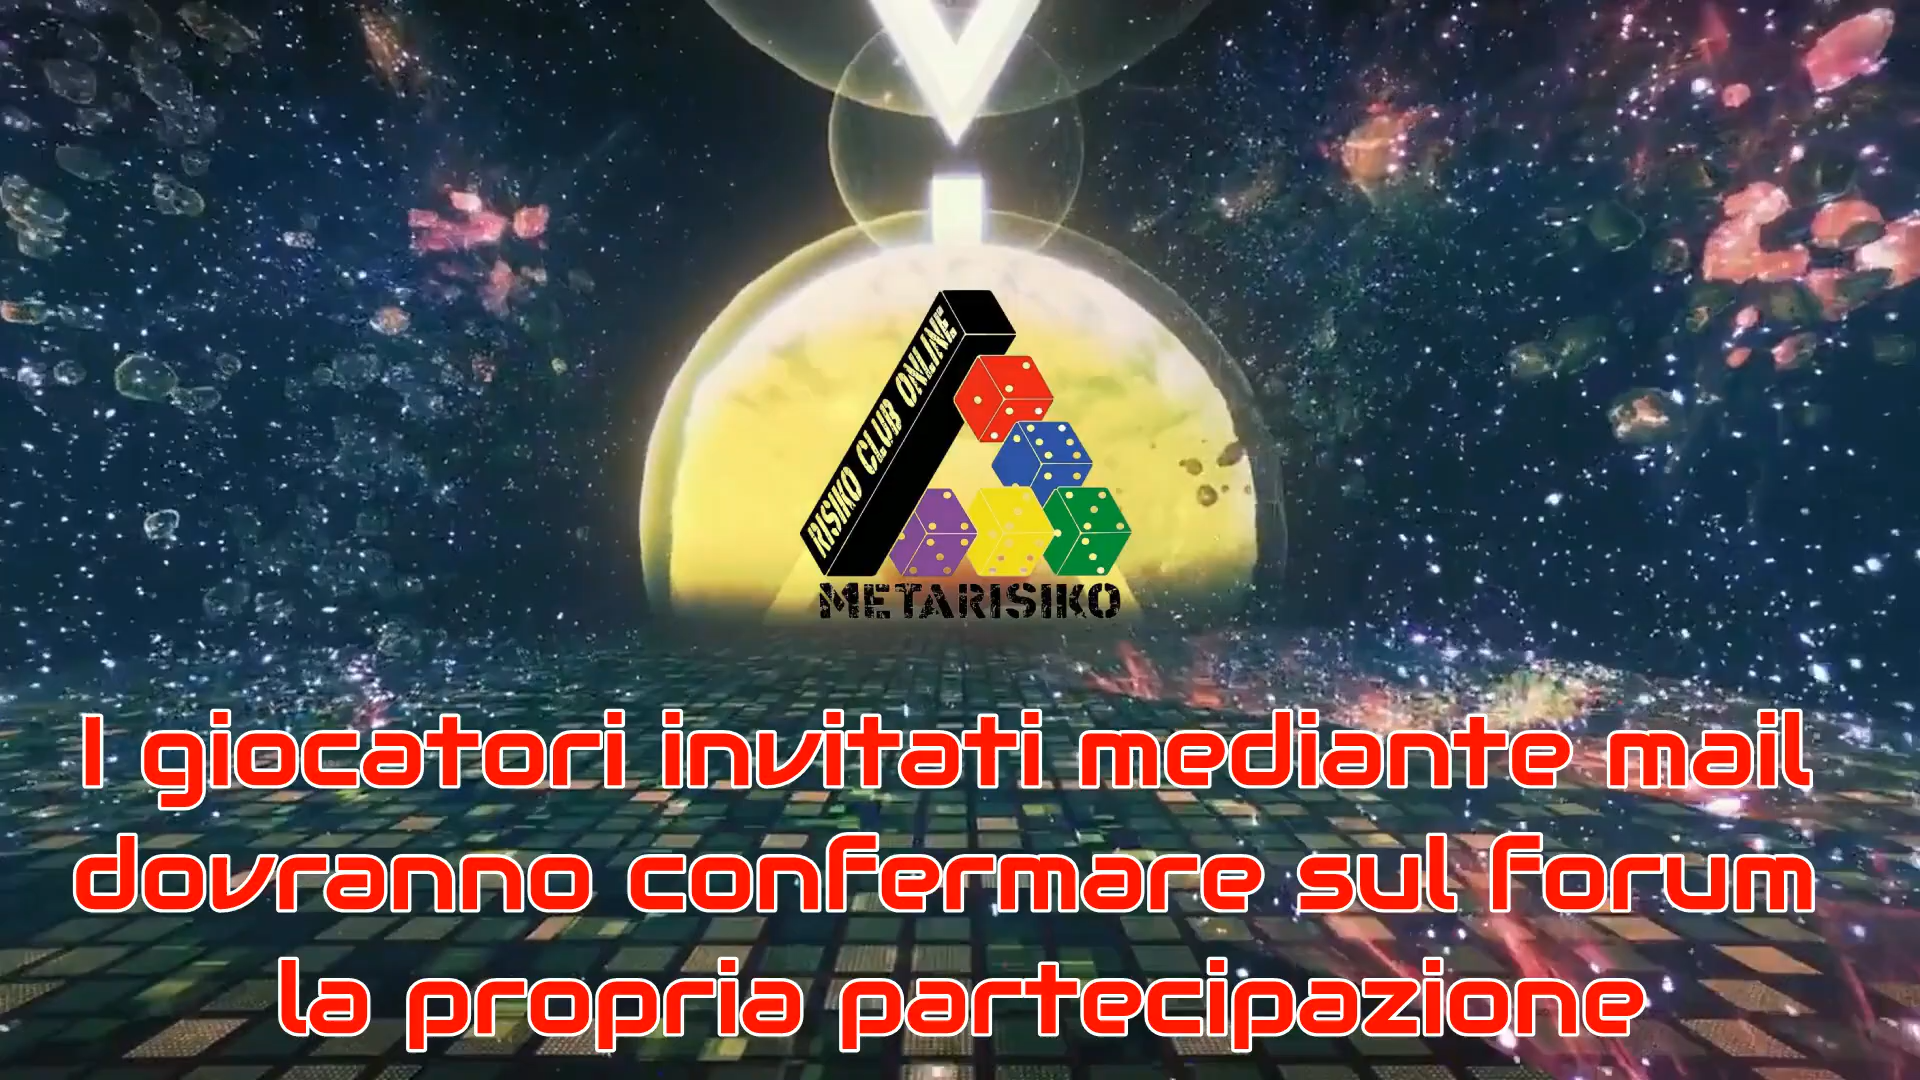 RISIKO CLUB ONLINE
METARISIKO
I giocatori invitati mediante mail
dovranno confermare sul forum
la propria partecipazione